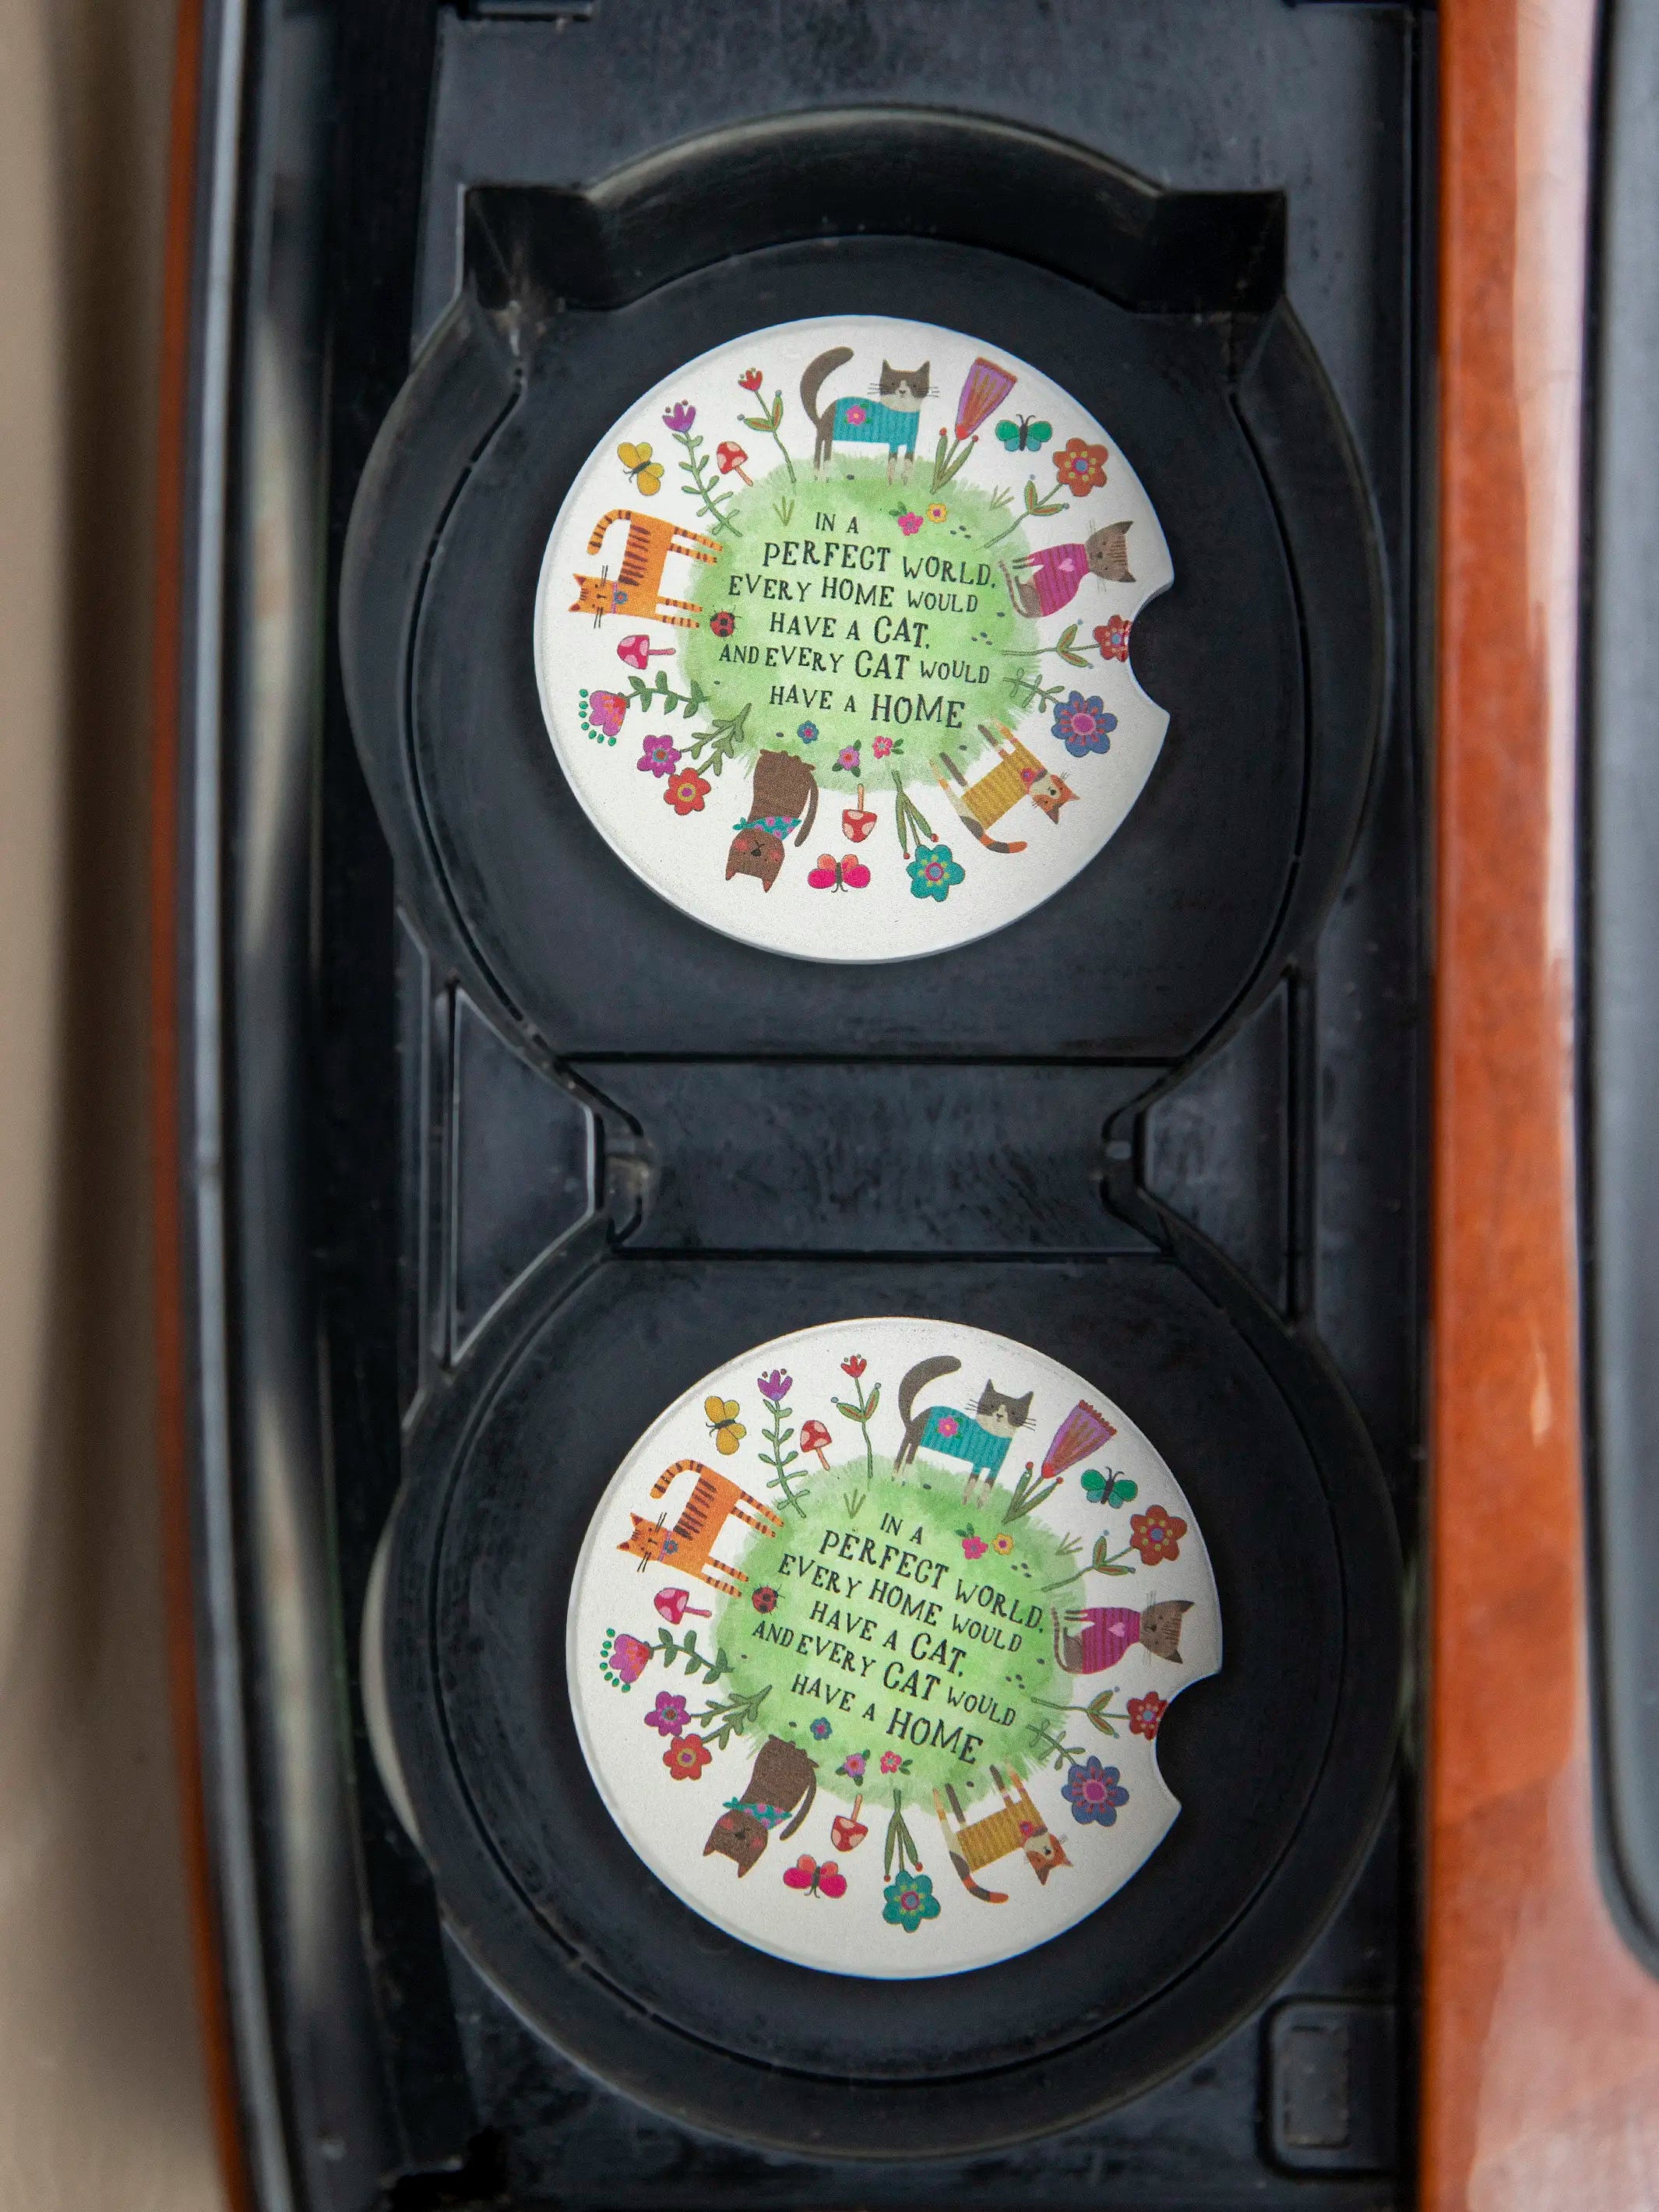 IN A
PERFECT WORLD,
EVERY HOME WOULD
HAVE A CAT,
AND EVERY CAT WOULD
HAVE A HOME
IN A
PERFECT WORLD,
EVERY HOME WOULD
HAVE A CAT,
AND EVERY CAT WOULD
HAVE A HOME